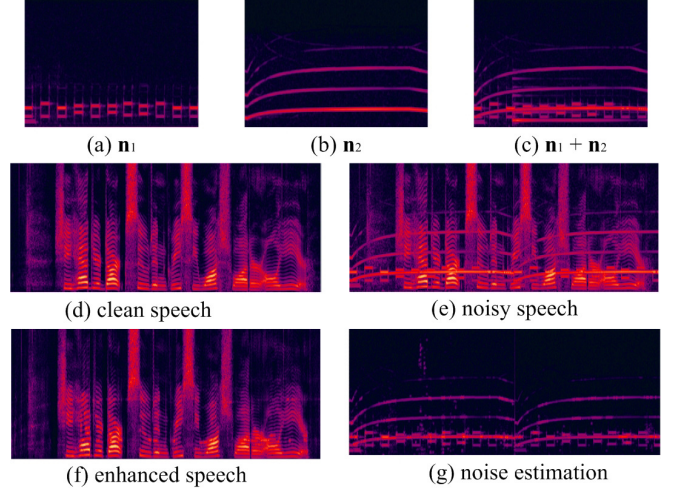 (a) n₁
(b) n₂
(c) n₁ + n₂
(d) clean speech
(e) noisy speech
(f) enhanced speech
(g) noise estimation